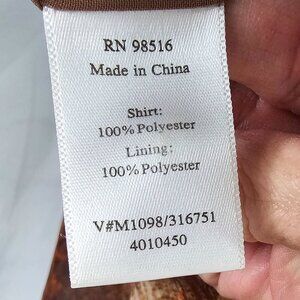 RN 98516
Made in China
Shirt:
100% Polyester
Lining:
100% Polyester
V#M1098/316751
4010450